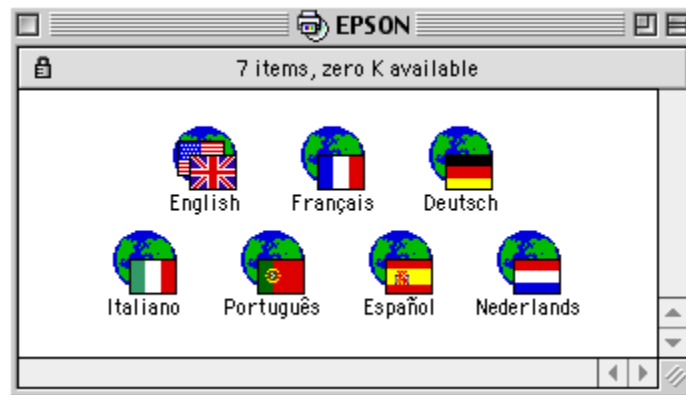 EPSON
7 items, zero K available
English Français Deutsch
Italiano Português Español Nederlands